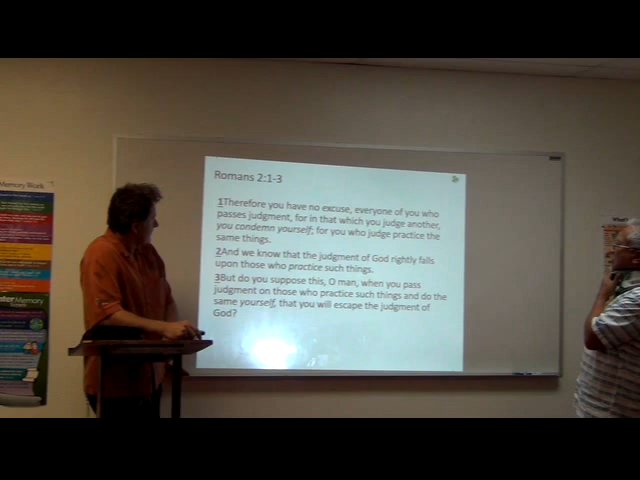 Memory Work
Romans 2:1-3
1Therefore you have no excuse, everyone of you who
passes judgment, for in that which you judge another,
you condemn yourself; for you who judge practice the
same things.
2And we know that the judgment of God rightly falls
upon those who practice such things.
3But do you suppose this, O man, when you pass
judgment on those who practice such things and do the
same yourself, that you will escape the judgment of
God?
Memory